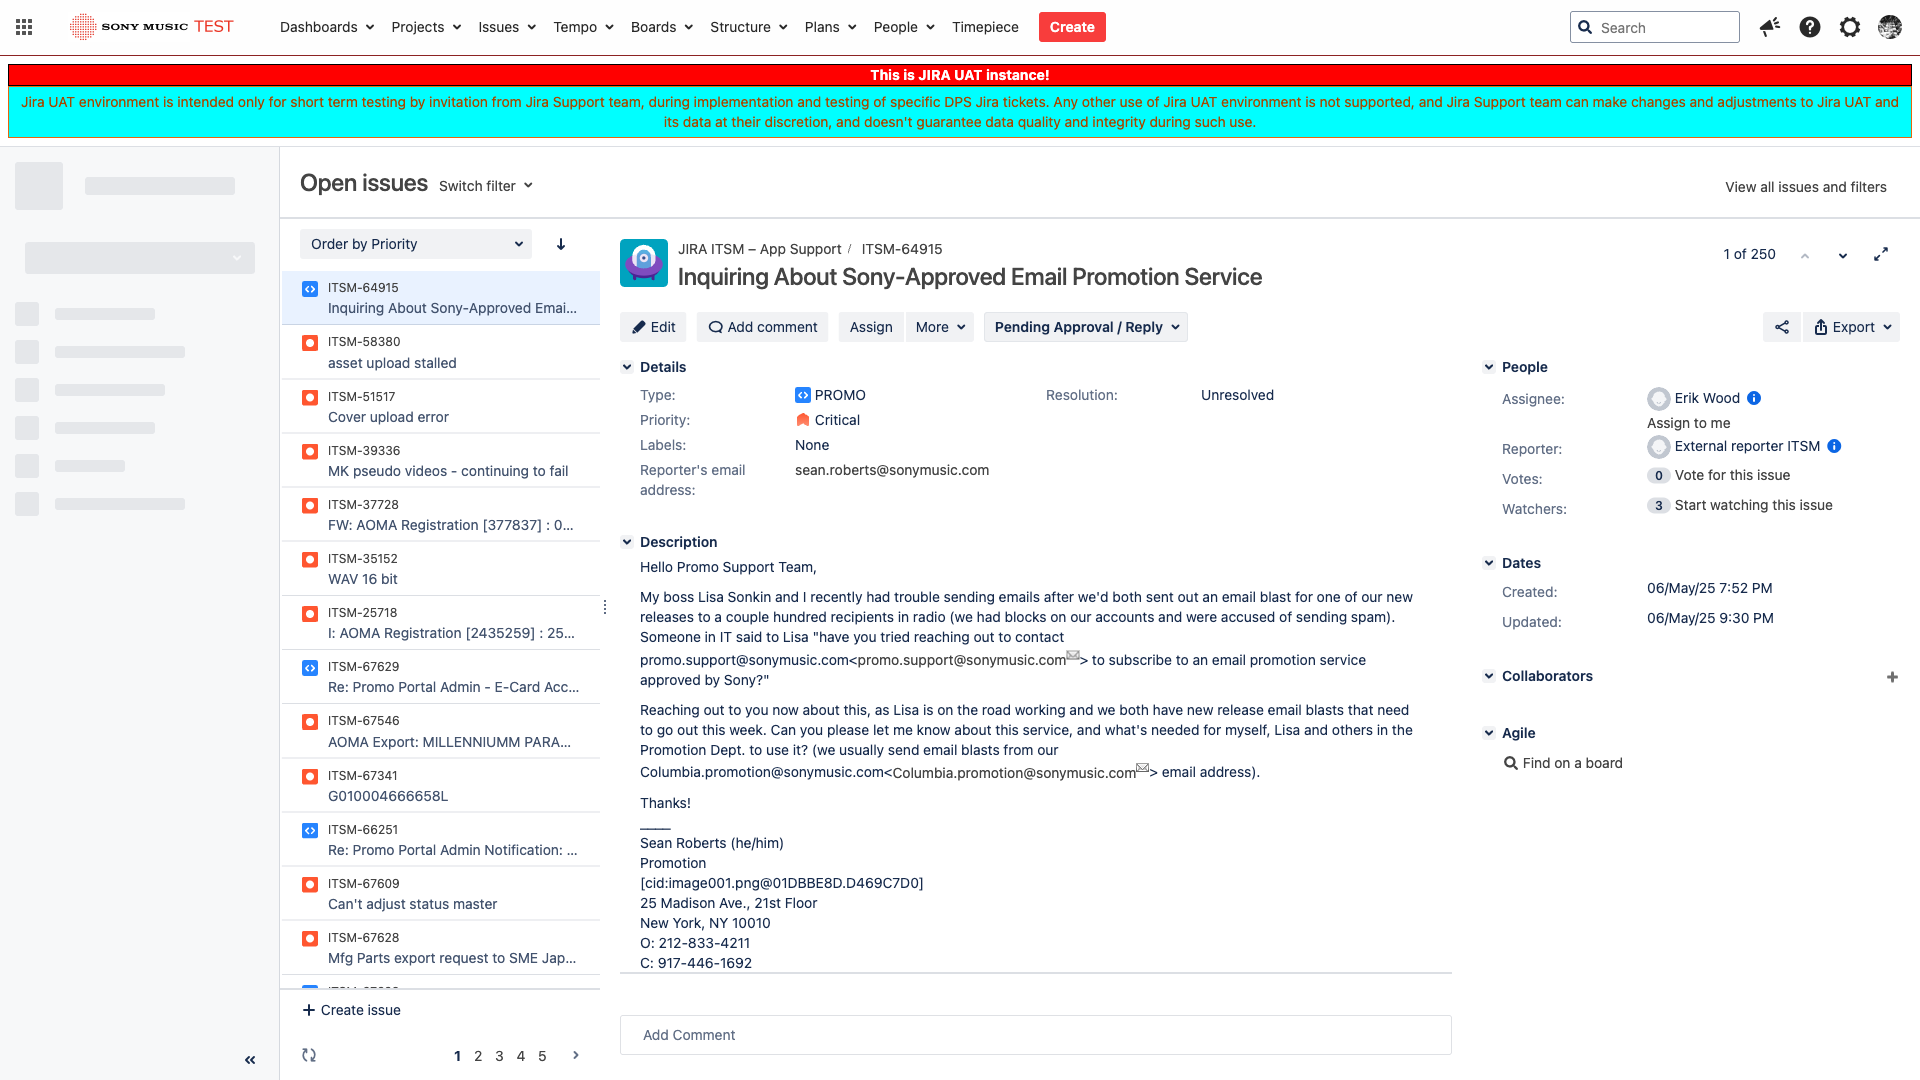 SONY MUSIC TEST
Dashboards Projects Issues Tempo Boards Structure Plans People Timepiece Create
Search
This is JIRA UAT instance!
Jira UAT environment is intended only for short term testing by invitation from Jira Support team, during implementation and testing of specific DPS Jira tickets. Any other use of Jira UAT environment is not supported, and Jira Support team can make changes and adjustments to Jira UAT and
its data at their discretion, and doesn't guarantee data quality and integrity during such use.
Open issues Switch filter
View all issues and filters
Order by Priority
ITSM-64915
Inquiring About Sony-Approved Emai...
ITSM-58380
asset upload stalled
ITSM-51517
Cover upload error
ITSM-39336
MK pseudo videos - continuing to fail
ITSM-37728
FW: AOMA Registration [377837] : 0...
ITSM-35152
WAV 16 bit
ITSM-25718
I: AOMA Registration [2435259] : 25...
ITSM-67629
Re: Promo Portal Admin - E-Card Acc...
ITSM-67546
AOMA Export: MILLENNIUMM PARA...
ITSM-67341
G010004666658L
ITSM-66251
Re: Promo Portal Admin Notification: ...
ITSM-67609
Can't adjust status master
ITSM-67628
Mfg Parts export request to SME Jap...
Create issue
1 2 3 4 5
JIRA ITSM – App Support / ITSM-64915
Inquiring About Sony-Approved Email Promotion Service
1 of 250
Edit Add comment Assign More Pending Approval / Reply
Export
Details
Type: PROMO
Resolution: Unresolved
Priority: Critical
Labels: None
Reporter's email address: sean.roberts@sonymusic.com
Description
Hello Promo Support Team,
My boss Lisa Sonkin and I recently had trouble sending emails after we'd both sent out an email blast for one of our new
releases to a couple hundred recipients in radio (we had blocks on our accounts and were accused of sending spam).
Someone in IT said to Lisa "have you tried reaching out to contact
promo.support@sonymusic.com<promo.support@sonymusic.com> to subscribe to an email promotion service
approved by Sony?"
Reaching out to you now about this, as Lisa is on the road working and we both have new release email blasts that need
to go out this week. Can you please let me know about this service, and what's needed for myself, Lisa and others in the
Promotion Dept. to use it? (we usually send email blasts from our
Columbia.promotion@sonymusic.com<Columbia.promotion@sonymusic.com> email address).
Thanks!
____
Sean Roberts (he/him)
Promotion
[cid:image001.png@01DBBE8D.D469C7D0]
25 Madison Ave., 21st Floor
New York, NY 10010
O: 212-833-4211
C: 917-446-1692
Add Comment
People
Assignee: Erik Wood
Assign to me
Reporter: External reporter ITSM
Votes: 0 Vote for this issue
Watchers: 3 Start watching this issue
Dates
Created: 06/May/25 7:52 PM
Updated: 06/May/25 9:30 PM
Collaborators
Agile
Find on a board